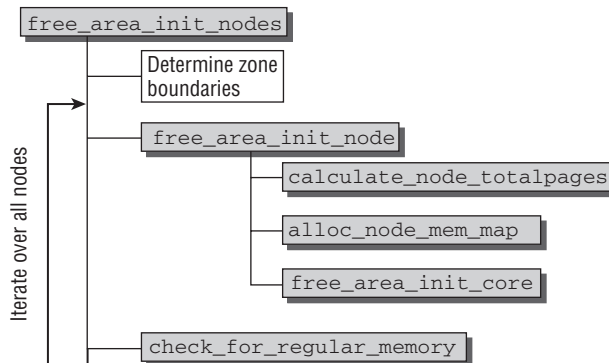 free_area_init_nodes
Determine zone
boundaries
Iterate over all nodes
free_area_init_node
calculate_node_totalpages
alloc_node_mem_map
free_area_init_core
check_for_regular_memory